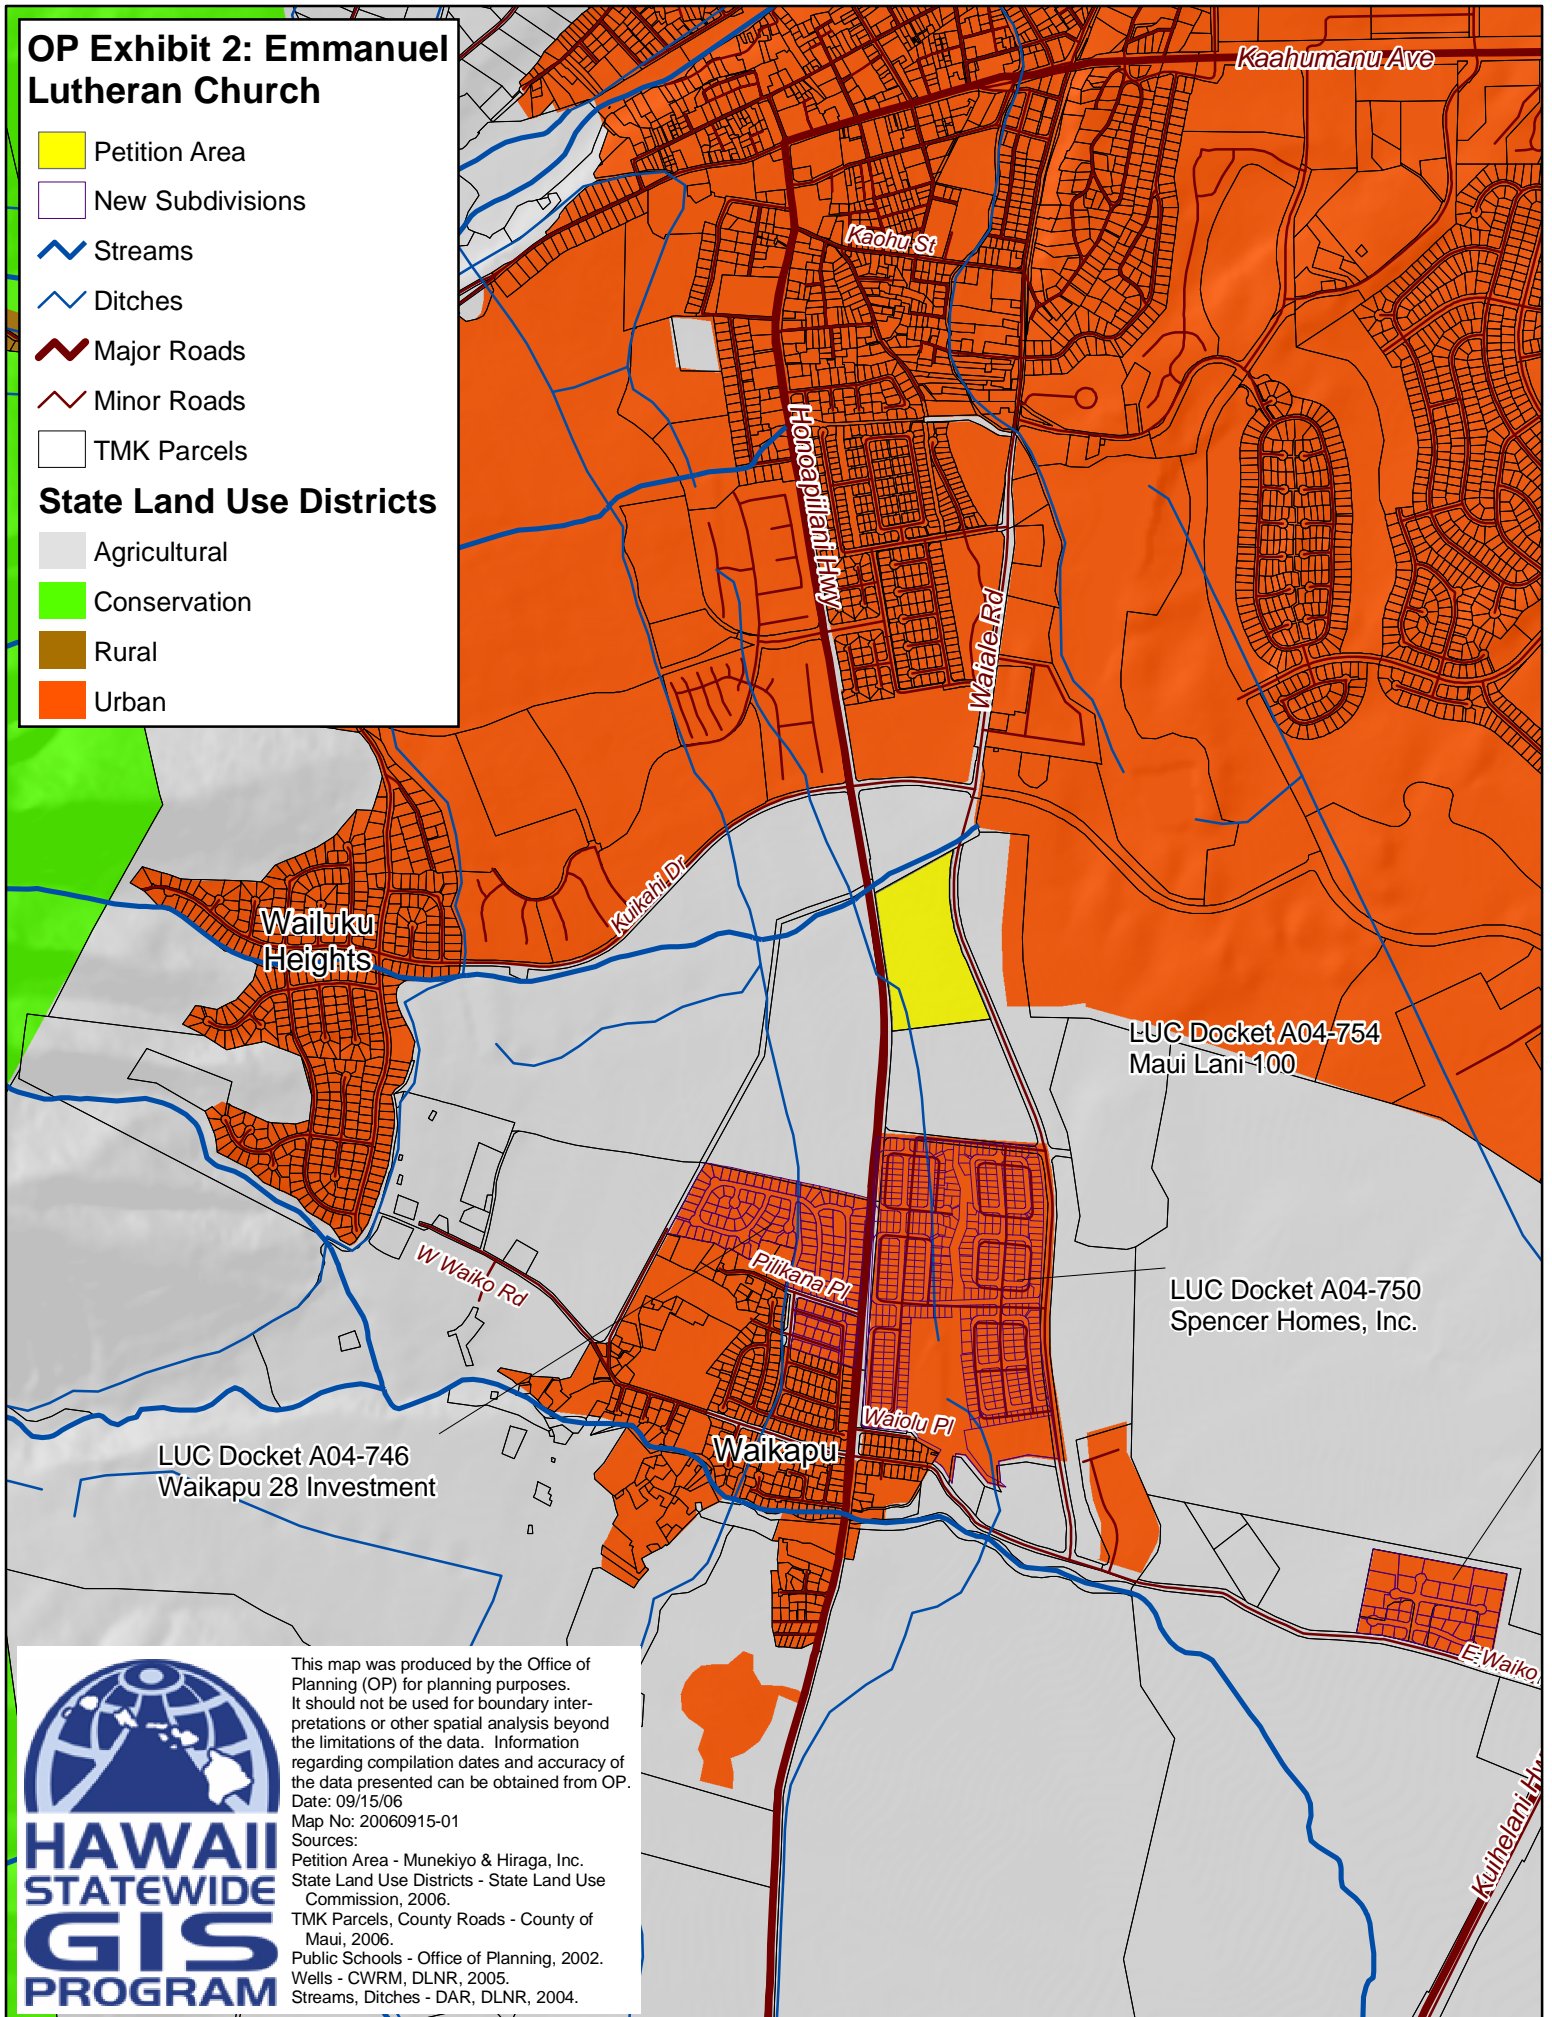 OP Exhibit 2: Emmanuel
Lutheran Church
Petition Area
New Subdivisions
Streams
Ditches
Major Roads
Minor Roads
TMK Parcels
State Land Use Districts
Agricultural
Conservation
Rural
Urban
Kaahumanu Ave
Kaohu St
Honoapiilani Hwy
Waiale Rd
Kuikahi Dr
Wailuku
Heights
LUC Docket A04-754
Maui Lani 100
W Waiko Rd
Pilikana Pl
LUC Docket A04-750
Spencer Homes, Inc.
Waiolu Pl
Waikapu
LUC Docket A04-746
Waikapu 28 Investment
E Waiko
Kuihelani Hw
HAWAII
STATEWIDE
GIS
PROGRAM
This map was produced by the Office of
Planning (OP) for planning purposes.
It should not be used for boundary inter-
pretations or other spatial analysis beyond
the limitations of the data. Information
regarding compilation dates and accuracy of
the data presented can be obtained from OP.
Date: 09/15/06
Map No: 20060915-01
Sources:
Petition Area - Munekiyo & Hiraga, Inc.
State Land Use Districts - State Land Use
Commission, 2006.
TMK Parcels, County Roads - County of
Maui, 2006.
Public Schools - Office of Planning, 2002.
Wells - CWRM, DLNR, 2005.
Streams, Ditches - DAR, DLNR, 2004.